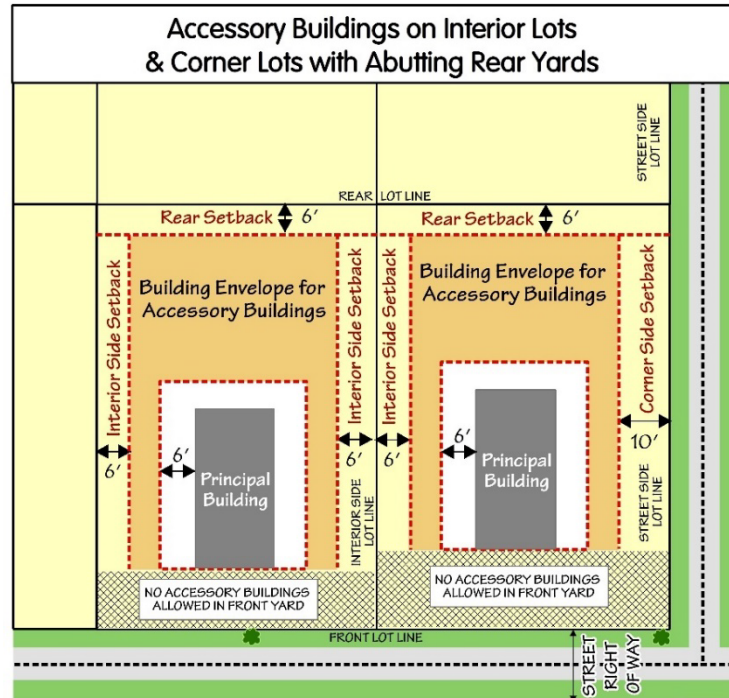 Accessory Buildings on Interior Lots
& Corner Lots with Abutting Rear Yards
STREET SIDE
LOT LINE
REAR LOT LINE
Rear Setback 6'
Rear Setback 6'
Interior Side Setback
Building Envelope for
Accessory Buildings
Interior Side Setback
Interior Side Setback
Building Envelope for
Accessory Buildings
Corner Side Setback
6'
6'
Principal
Building
6'
6'
6'
Principal
Building
10'
INTERIOR SIDE
LOT LINE
STREET SIDE
LOT LINE
NO ACCESSORY BUILDINGS
ALLOWED IN FRONT YARD
NO ACCESSORY BUILDINGS
ALLOWED IN FRONT YARD
FRONT LOT LINE
STREET
RIGHT
OF WAY